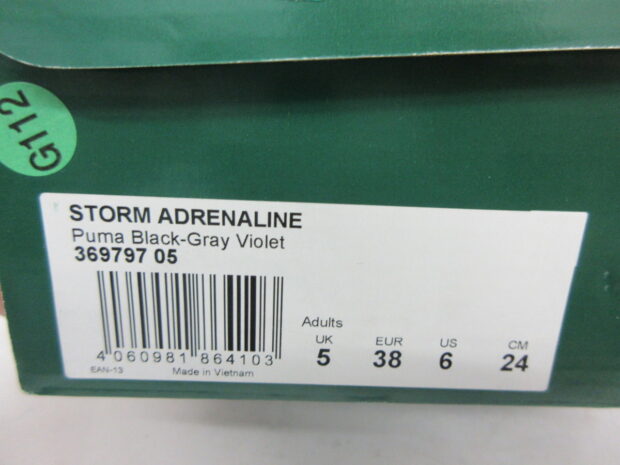 G112
STORM ADRENALINE
Puma Black-Gray Violet
369797 05
4 060981 864103
EAN-13
Made in Vietnam
Adults
UK EUR US CM
5 38 6 24